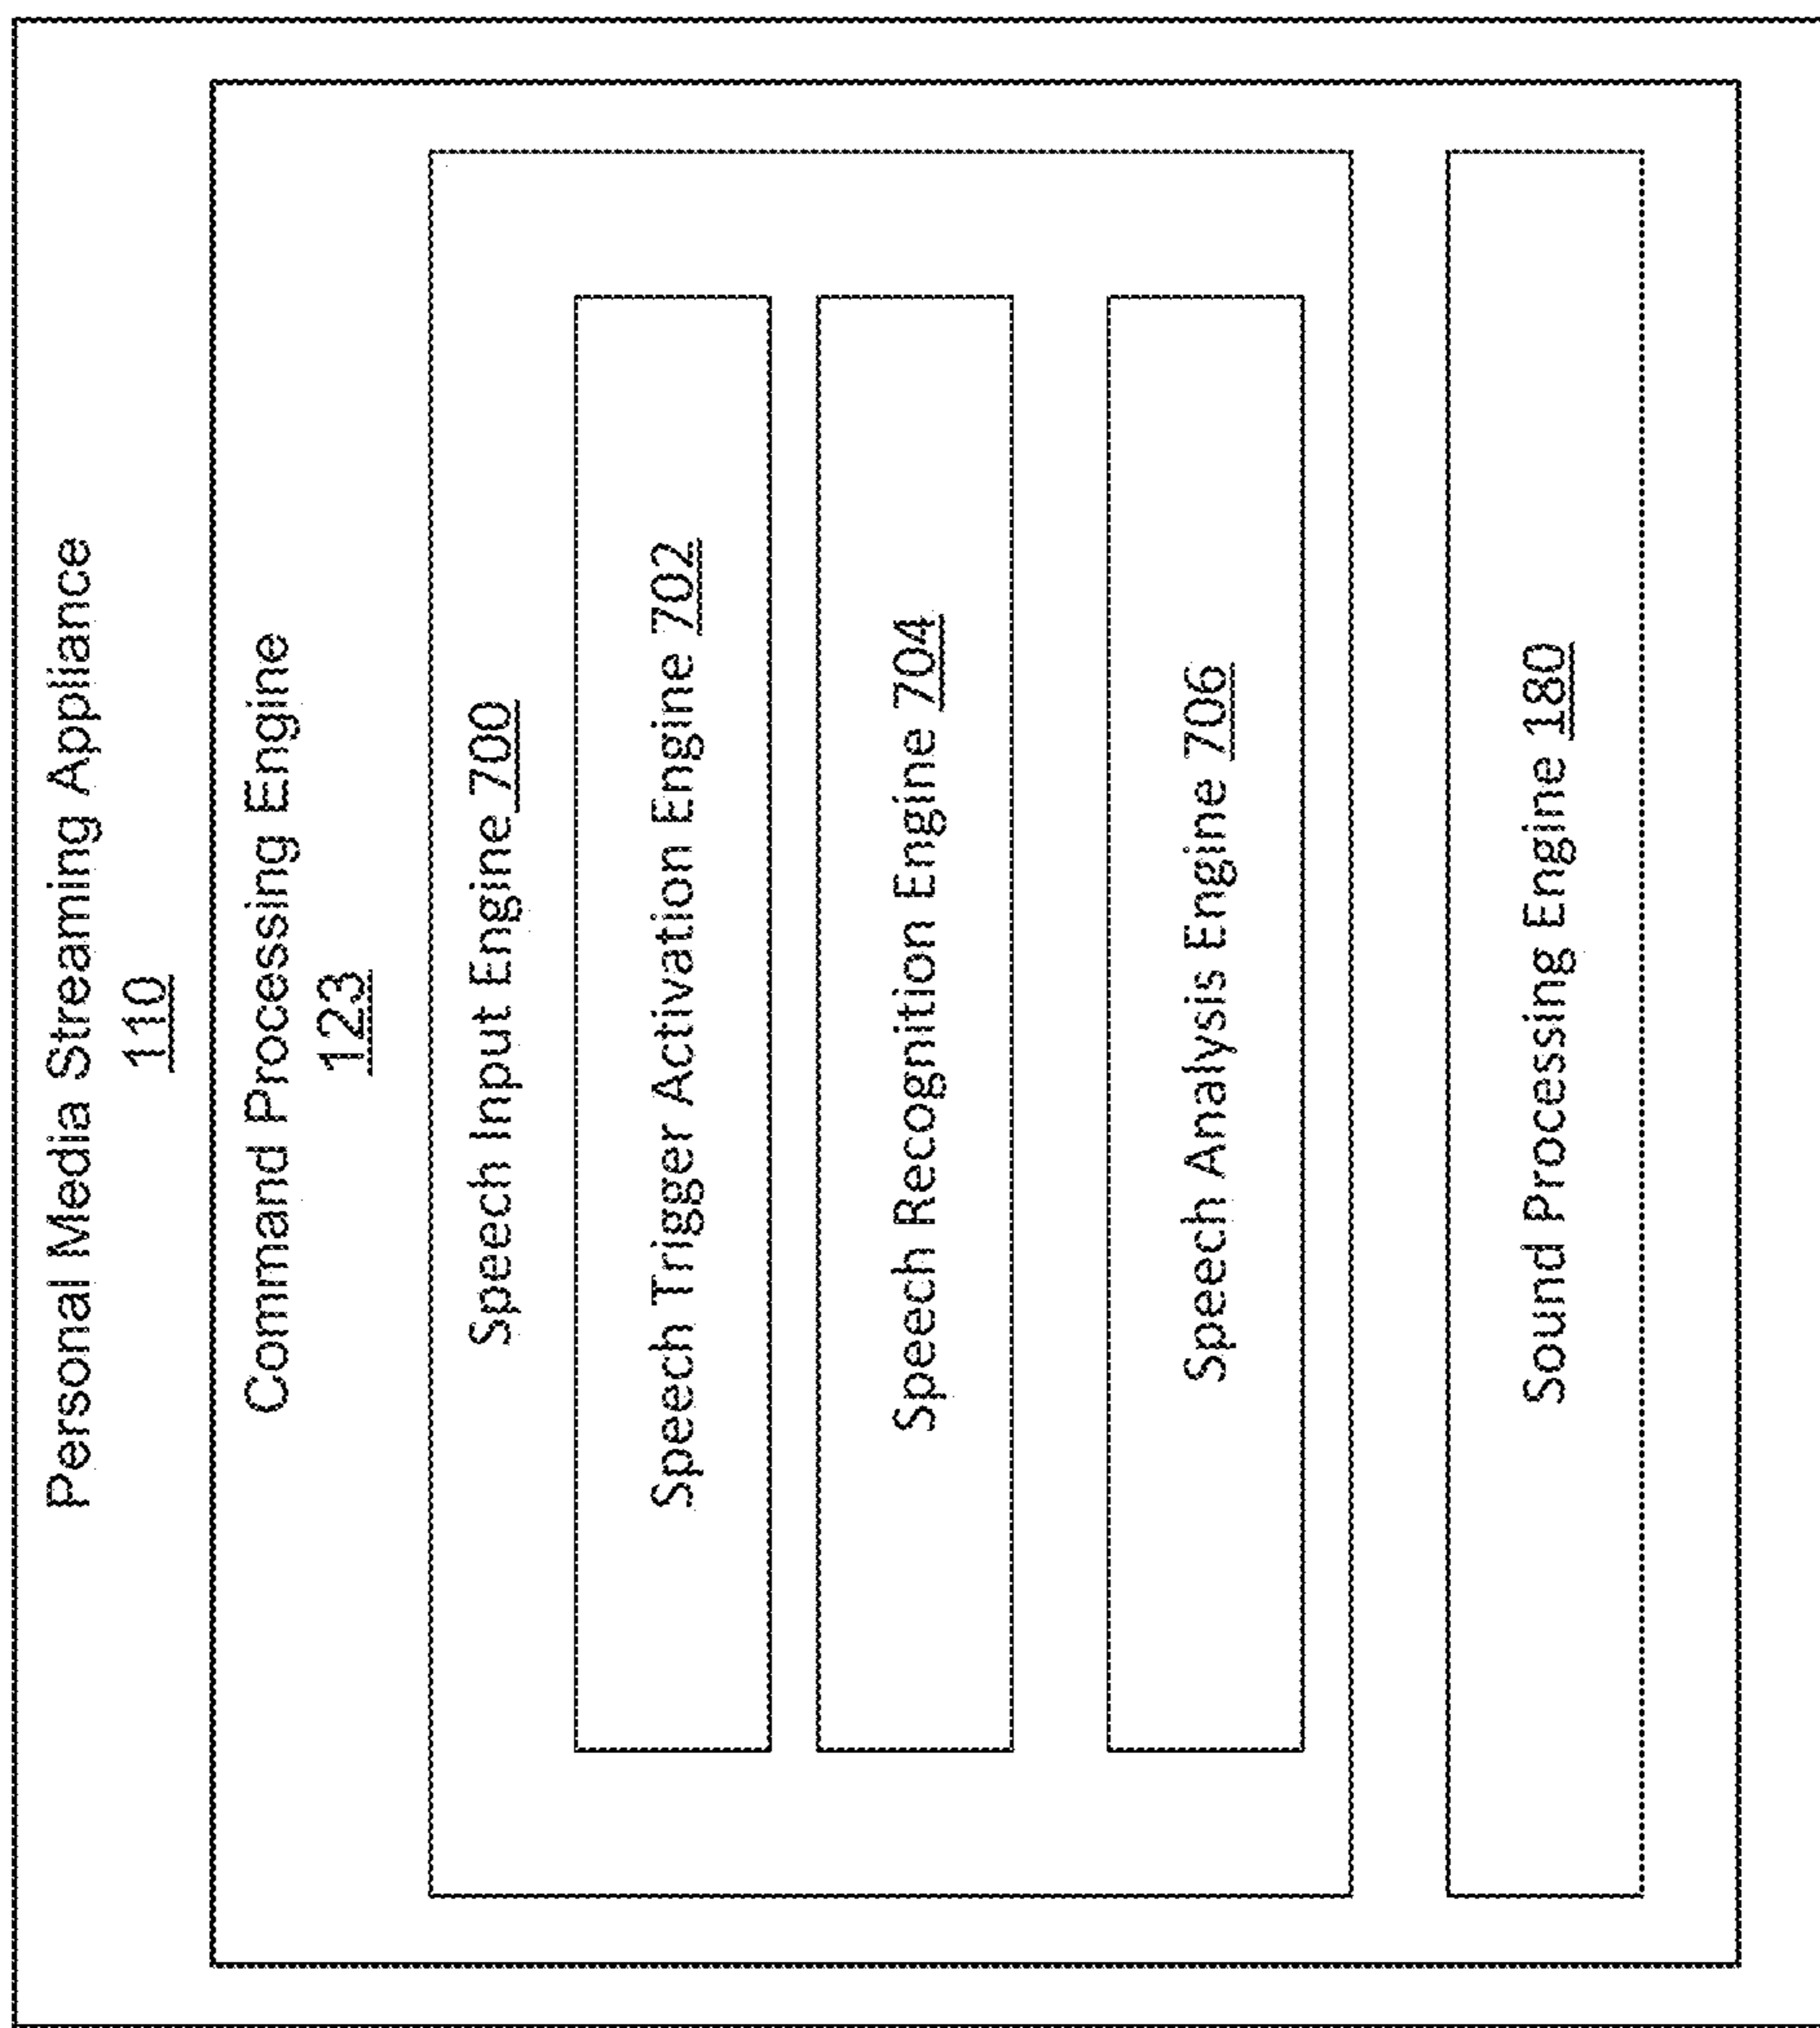 Personal Media Streaming Appliance
110
Command Processing Engine
123
Speech Input Engine 700
Speech Trigger Activation Engine 702
Speech Recognition Engine 704
Speech Analysis Engine 706
Sound Processing Engine 180